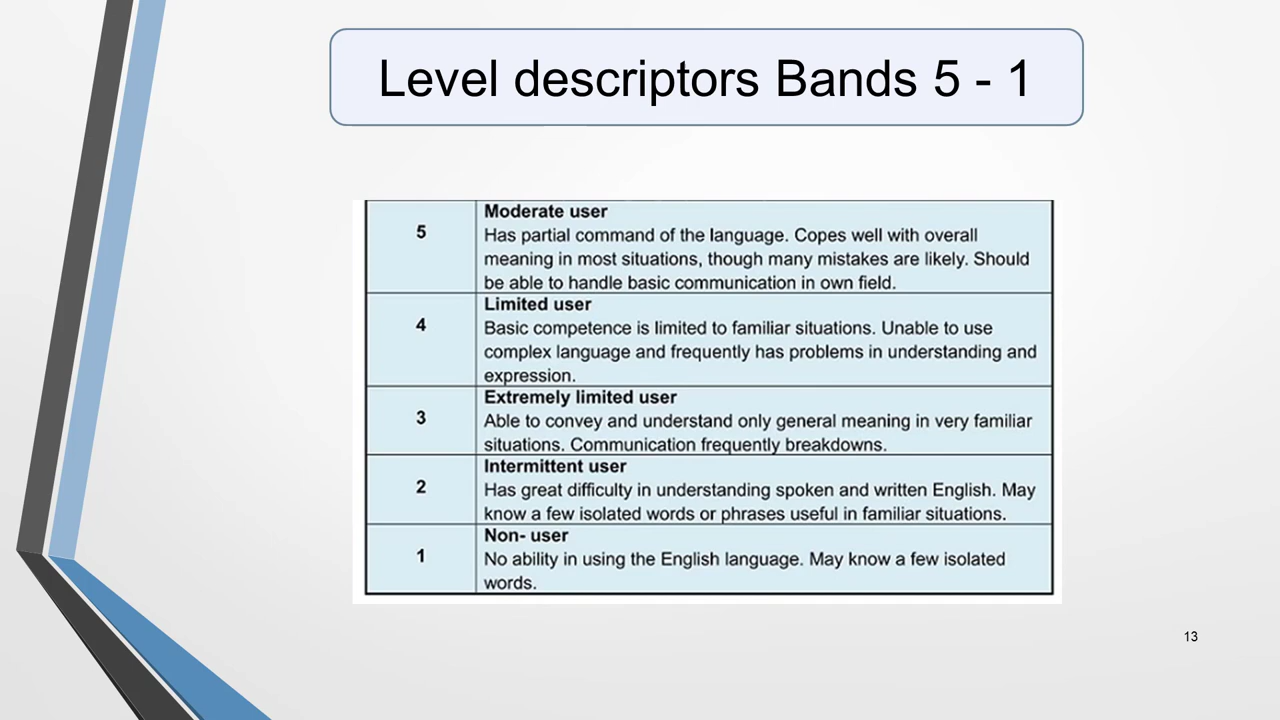 Level descriptors Bands 5 - 1
5
Moderate user
Has partial command of the language. Copes well with overall
meaning in most situations, though many mistakes are likely. Should
be able to handle basic communication in own field.
4
Limited user
Basic competence is limited to familiar situations. Unable to use
complex language and frequently has problems in understanding and
expression.
3
Extremely limited user
Able to convey and understand only general meaning in very familiar
situations. Communication frequently breakdowns.
2
Intermittent user
Has great difficulty in understanding spoken and written English. May
know a few isolated words or phrases useful in familiar situations.
1
Non- user
No ability in using the English language. May know a few isolated
words.
13